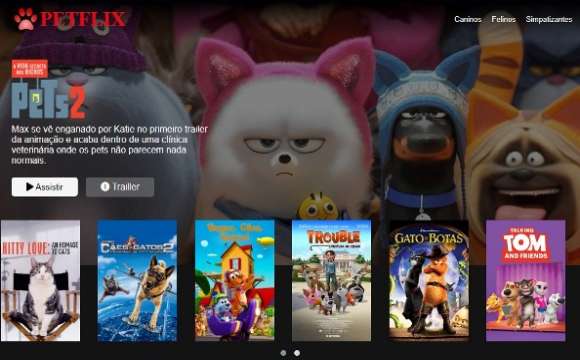 PETFLIX
Caninos Felinos Simpatizantes
A VIDA SECRETA
DOS BICHOS
PETS 2
Max se vê enganado por Katie no primeiro trailer
da animação e acaba dentro de uma clínica
veterinária onde os pets não parecem nada
normais.
Assistir Trailler
KITTY LOVE: AN HOMAGE
TO CATS
CÃES & GATOS 2
TROUBLE
GATO DE BOTAS
TALKING
TOM
AND FRIENDS